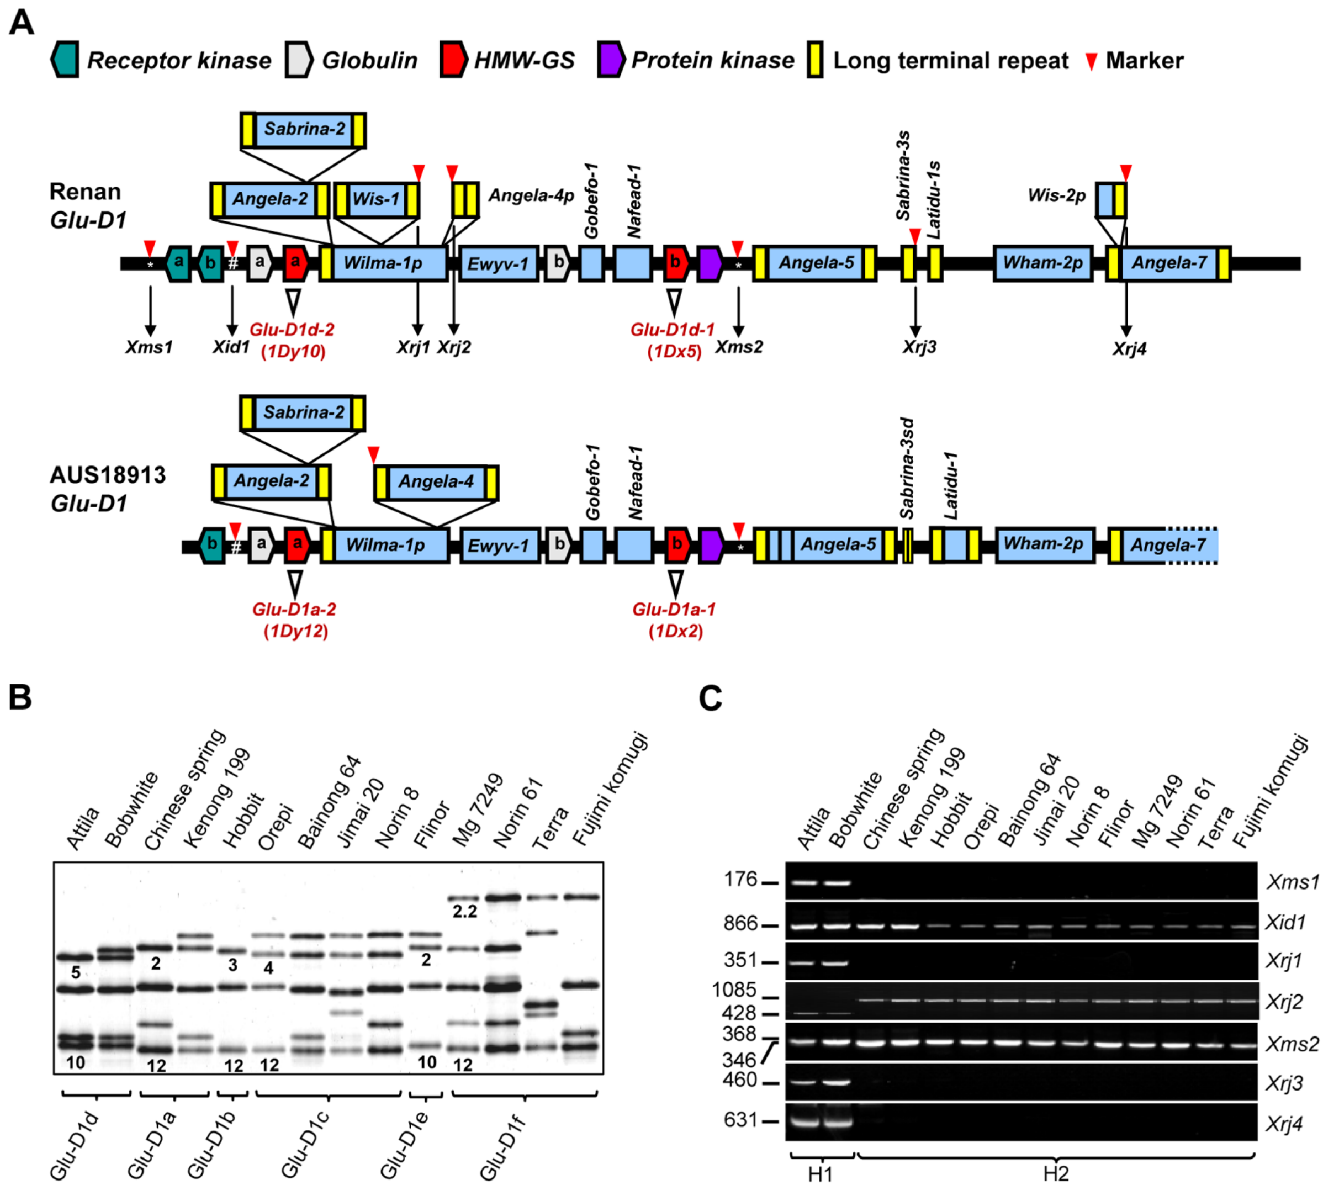 A
Receptor kinase
Globulin
HMW-GS
Protein kinase
Long terminal repeat
Marker
Sabrina-2
Renan
Glu-D1
Angela-2
Wis-1
Angela-4p
Gobefo-1
Nafead-1
Sabrina-3s
Latidu-1s
Wis-2p
* a b # a a Wilma-1p Ewyv-1 b b * Angela-5 Wham-2p Angela-7
Xms1
Xid1
Glu-D1d-2
(1Dy10)
Xrj1
Xrj2
Glu-D1d-1
(1Dx5)
Xms2
Xrj3
Xrj4
Sabrina-2
AUS18913
Glu-D1
Angela-2
Angela-4
Gobefo-1
Nafead-1
Sabrina-3sd
Latidu-1
b # a a Wilma-1p Ewyv-1 b b * Angela-5 Wham-2p Angela-7
Glu-D1a-2
(1Dy12)
Glu-D1a-1
(1Dx2)
B
Attila
Bobwhite
Chinese spring
Kenong 199
Hobbit
Orepi
Bainong 64
Jimai 20
Norin 8
Flinor
Mg 7249
Norin 61
Terra
Fujimi komugi
2.2
5 2 3 4 2
10 12 12 12 10 12
Glu-D1d
Glu-D1a
Glu-D1b
Glu-D1c
Glu-D1e
Glu-D1f
C
Attila
Bobwhite
Chinese spring
Kenong 199
Hobbit
Orepi
Bainong 64
Jimai 20
Norin 8
Flinor
Mg 7249
Norin 61
Terra
Fujimi komugi
176 Xms1
866 Xid1
351 Xrj1
1085
428
Xrj2
368
346
Xms2
460 Xrj3
631 Xrj4
H1 H2